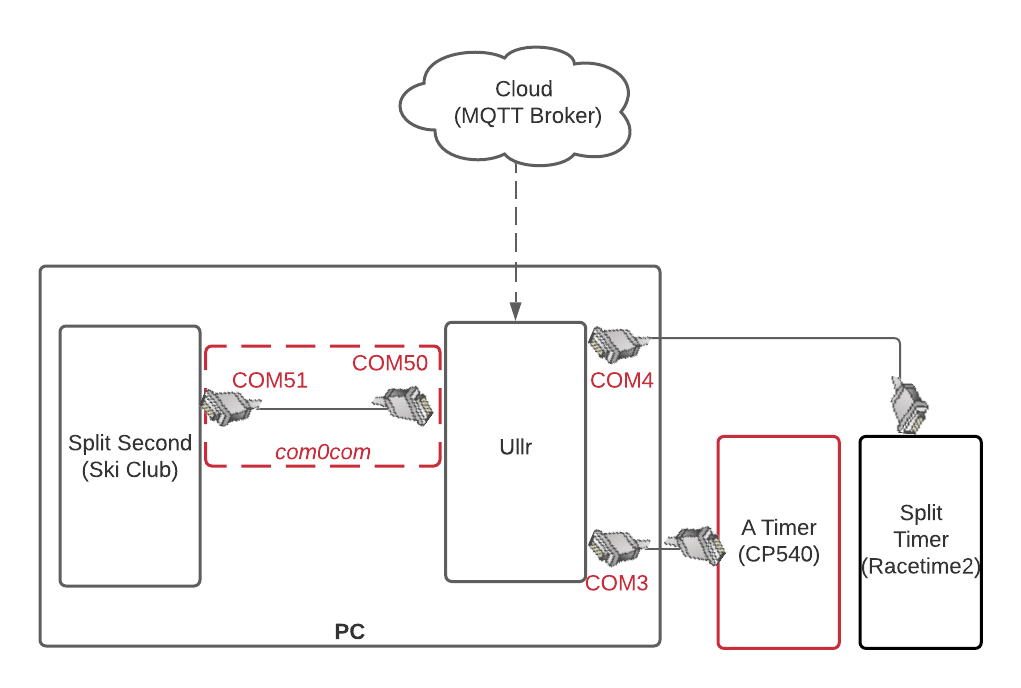 Cloud
(MQTT Broker)
COM50
COM51
COM4
Split Second
(Ski Club)
com0com
Ullr
A Timer
(CP540)
Split
Timer
(Racetime2)
COM3
PC